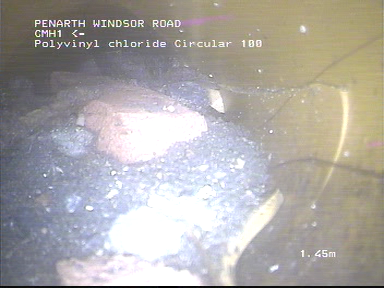 PENARTH WINDSOR ROAD
CMH1 <-
Polyvinyl chloride Circular 100
1.45m